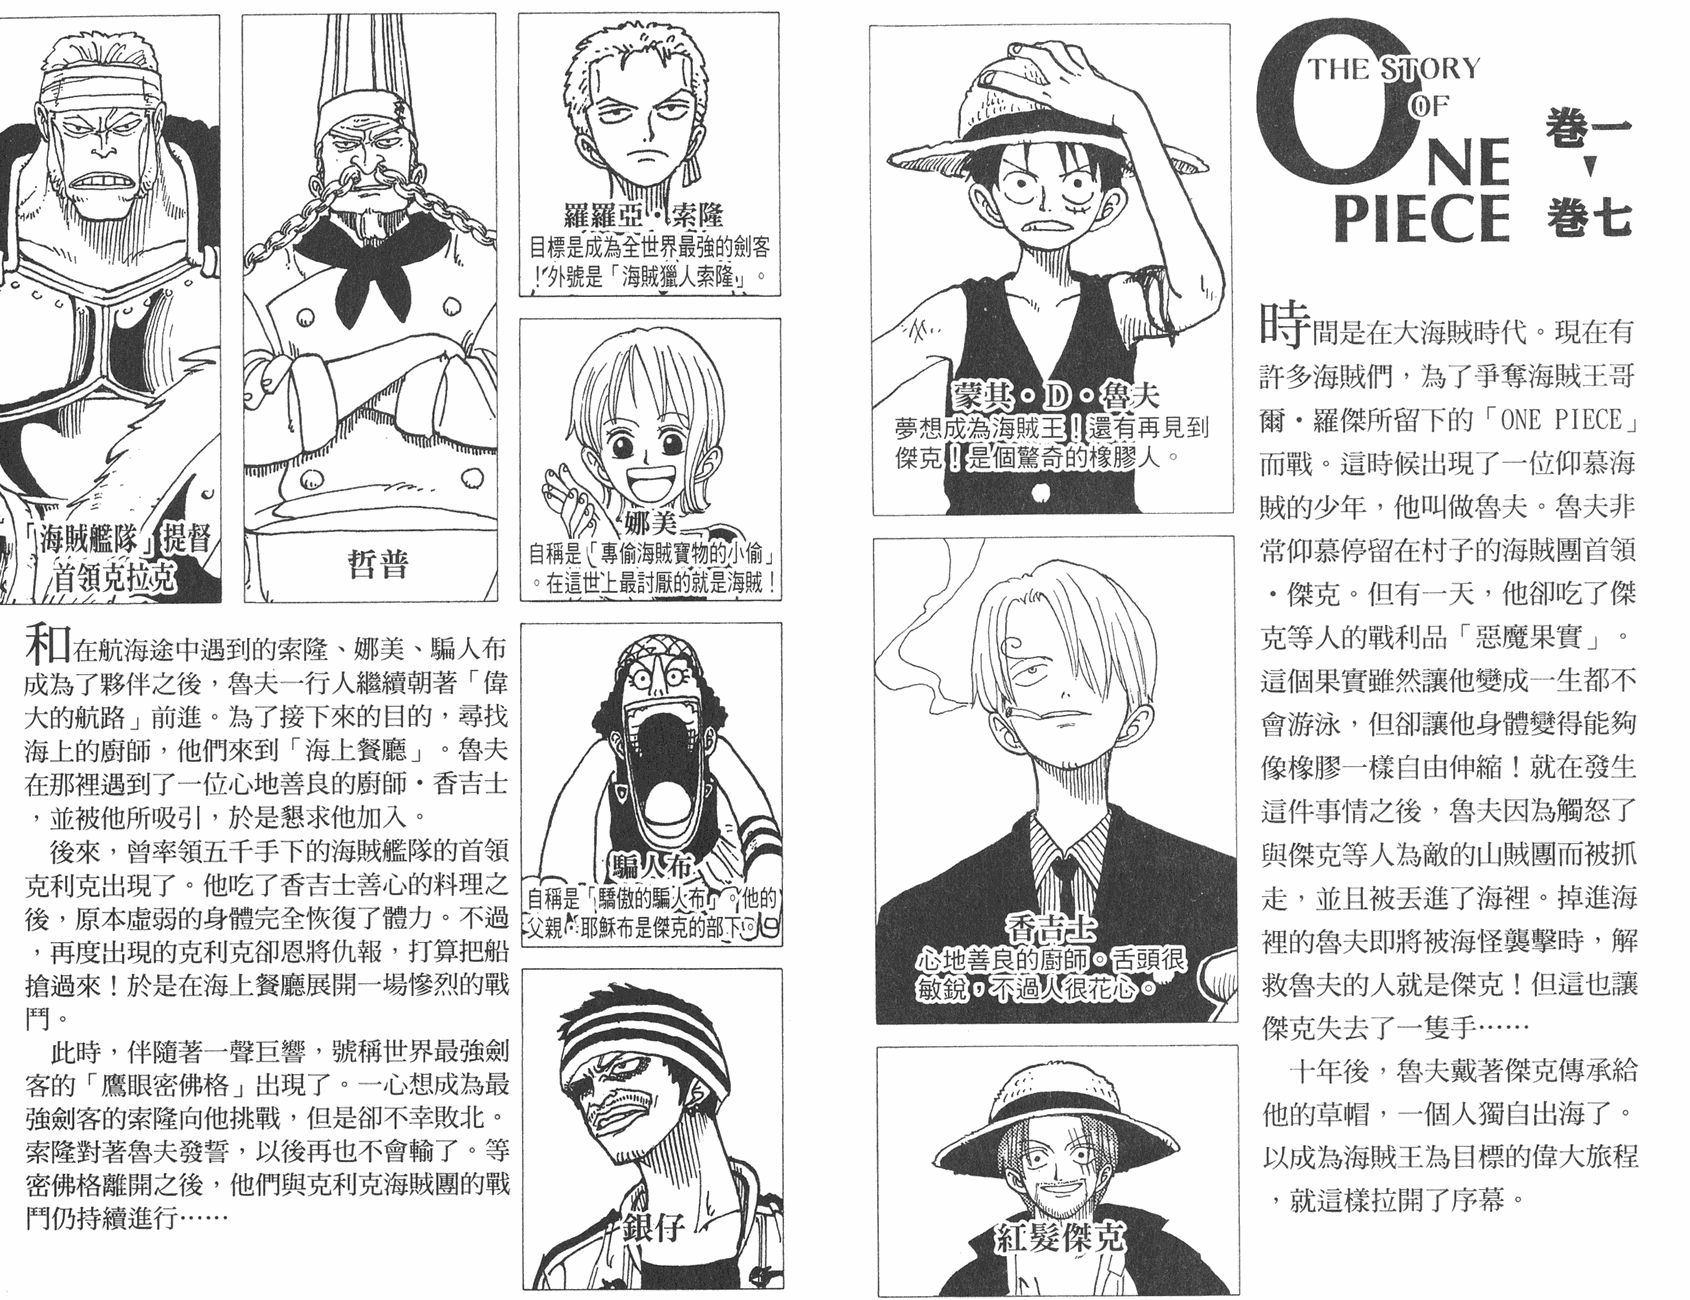 THE STORY
OF
ONE
PIECE
卷一
▼
卷七
時間是在大海賊時代。現在有
許多海賊們，為了爭奪海賊王哥
爾・羅傑所留下的「ONE PIECE」
而戰。這時候出現了一位仰慕海
賊的少年，他叫做魯夫。魯夫非
常仰慕停留在村子的海賊團首領
・傑克。但有一天，他卻吃了傑
克等人的戰利品「惡魔果實」。
這個果實雖然讓他變成一生都不
會游泳，但卻讓他身體變得能夠
像橡膠一樣自由伸縮！就在發生
這件事情之後，魯夫因為觸怒了
與傑克等人為敵的山賊團而被抓
走，並且被丟進了海裡。掉進海
裡的魯夫即將被海怪襲擊時，解
救魯夫的人就是傑克！但這也讓
傑克失去了一隻手……
十年後，魯夫戴著傑克傳承給
他的草帽，一個人獨自出海了。
以成為海賊王為目標的偉大旅程
，就這樣拉開了序幕。
蒙其・D・魯夫
夢想成為海賊王！還有再見到
傑克！是個驚奇的橡膠人。
香吉士
心地善良的廚師。舌頭很
敏銳，不過人很花心。
紅髮傑克
羅羅亞・索隆
目標是成為全世界最強的劍客
！外號是「海賊獵人索隆」。
娜美
自稱是「專偷海賊寶物的小偷」
。在這世上最討厭的就是海賊！
騙人布
自稱是「驕傲的騙人布」。他的
父親：耶穌布是傑克的部下。
銀仔
哲普
「海賊艦隊」提督
首領克拉克
和在航海途中遇到的索隆、娜美、騙人布
成為了夥伴之後，魯夫一行人繼續朝著「偉
大的航路」前進。為了接下來的目的，尋找
海上的廚師，他們來到「海上餐廳」。魯夫
在那裡遇到了一位心地善良的廚師・香吉士
，並被他所吸引，於是懇求他加入。
後來，曾率領五千手下的海賊艦隊的首領
克利克出現了。他吃了香吉士善心的料理之
後，原本虛弱的身體完全恢復了體力。不過
，再度出現的克利克卻恩將仇報，打算把船
搶過來！於是在海上餐廳展開一場慘烈的戰
鬥。
此時，伴隨著一聲巨響，號稱世界最強劍
客的「鷹眼密佛格」出現了。一心想成為最
強劍客的索隆向他挑戰，但是卻不幸敗北。
索隆對著魯夫發誓，以後再也不會輸了。等
密佛格離開之後，他們與克利克海賊團的戰
鬥仍持續進行……